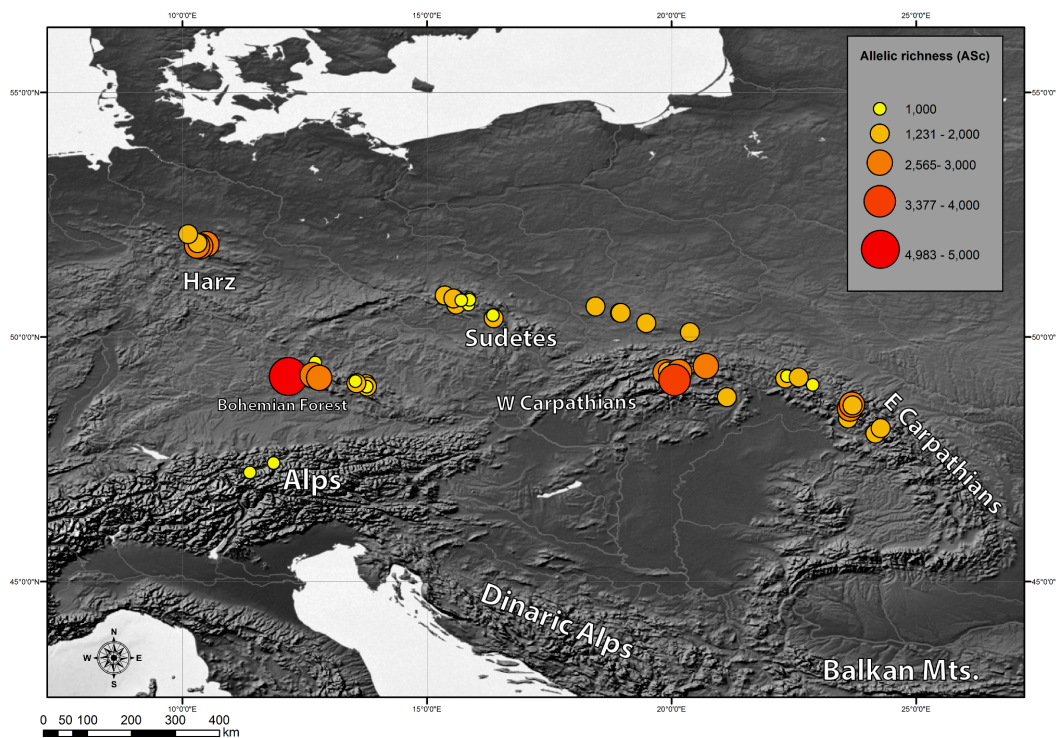 10°0'0"E
15°0'0"E
20°0'0"E
25°0'0"E
Allelic richness (ASc)
1,000
1,231 - 2,000
2,565- 3,000
3,377 - 4,000
4,983 - 5,000
55°0'0"N
55°0'0"
50°0'0"N
50°0'0"
45°0'0"N
45°0'0"
Harz
Sudetes
Bohemian Forest
W Carpathians
E Carpathians
Alps
Dinaric Alps
Balkan Mts.
N
W
E
S
10°0'0"E
15°0'0"E
20°0'0"E
25°0'0"E
0 50 100 200 300 400
km